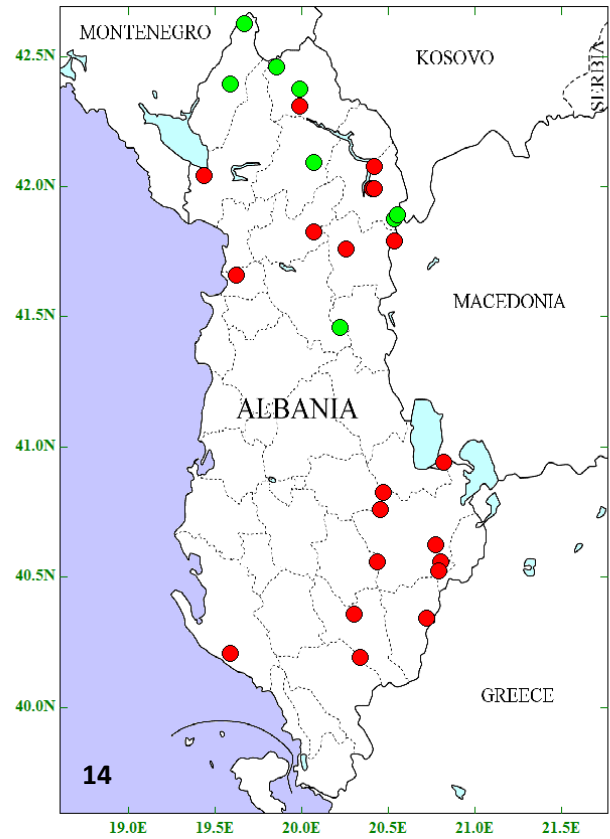 MONTENEGRO
KOSOVO
SERBIA
MACEDONIA
ALBANIA
GREECE
14
42.5N
42.0N
41.5N
41.0N
40.5N
40.0N
19.0E 19.5E 20.0E 20.5E 21.0E 21.5E